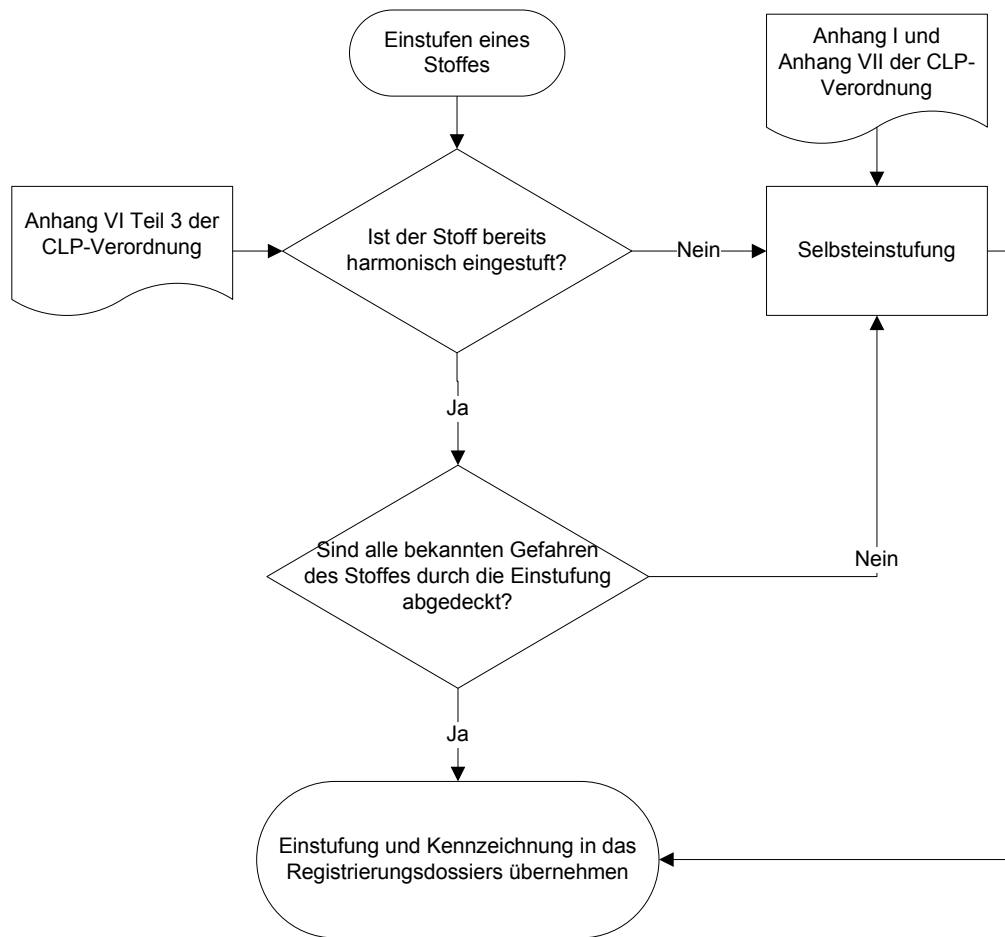 Einstufen eines
Stoffes
Anhang I und
Anhang VII der CLP-
Verordnung
Anhang VI Teil 3 der
CLP-Verordnung
Ist der Stoff bereits
harmonisch eingestuft?
Nein
Selbsteinstufung
Ja
Sind alle bekannten Gefahren
des Stoffes durch die Einstufung
abgedeckt?
Nein
Ja
Einstufung und Kennzeichnung in das
Registrierungsdossiers übernehmen